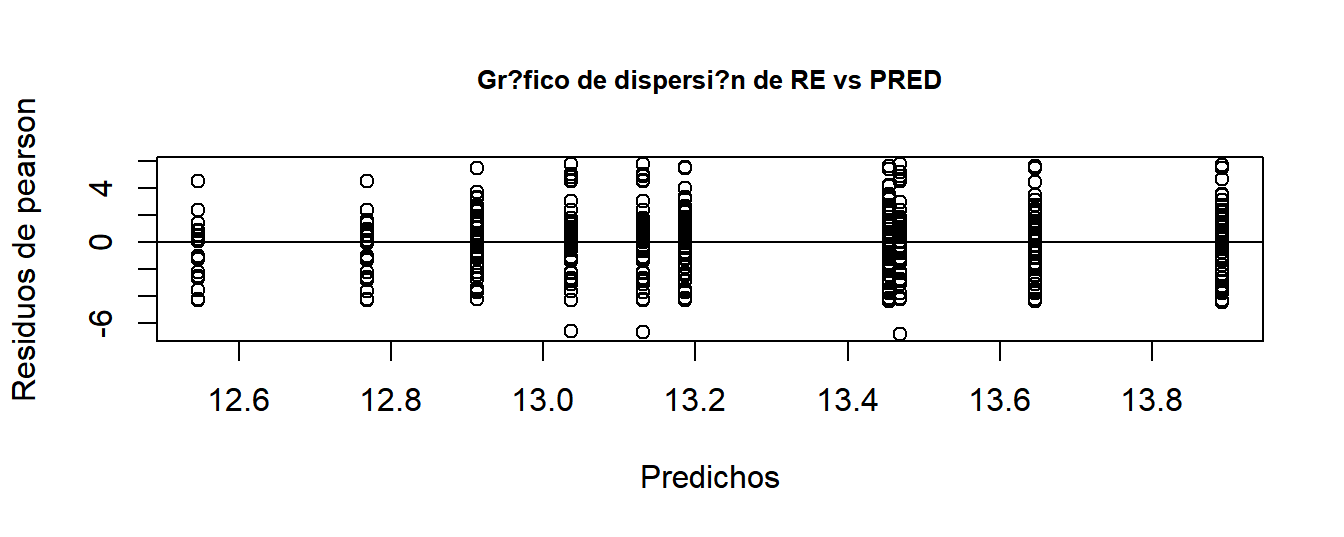 Gr?fico de dispersi?n de RE vs PRED
Residuos de pearson
4
0
-6
12.6 12.8 13.0 13.2 13.4 13.6 13.8
Predichos